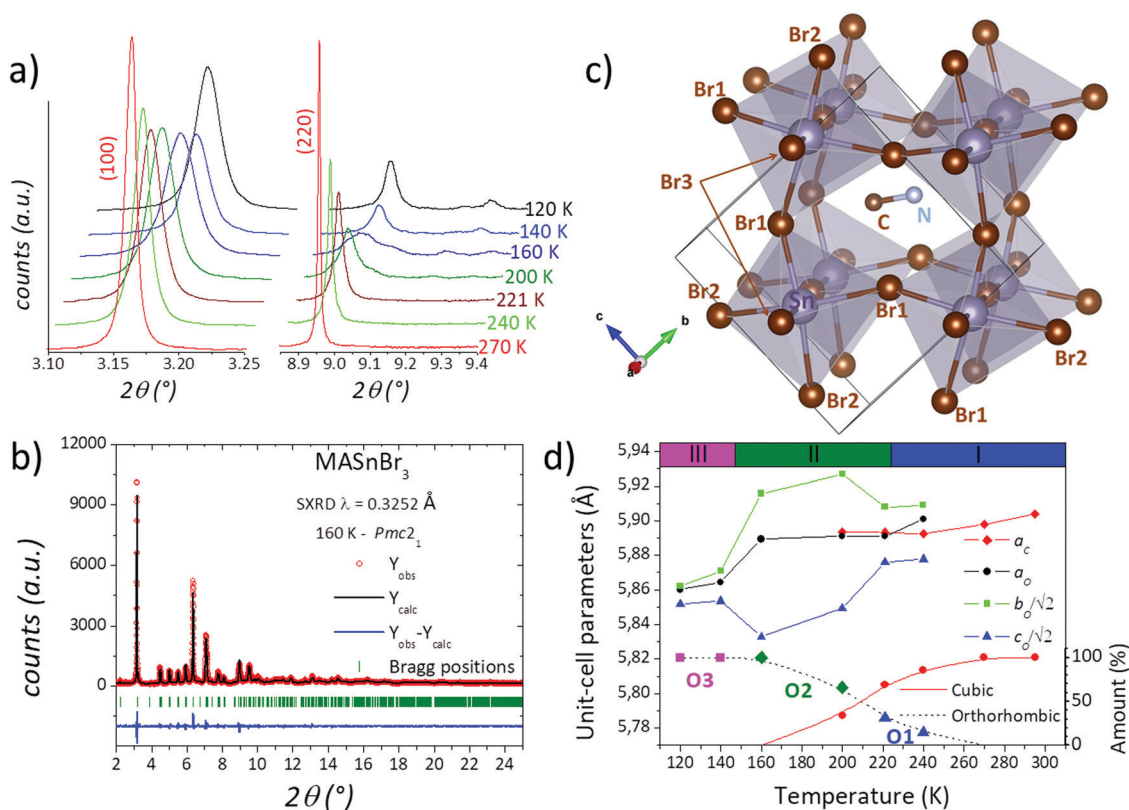 a)
counts (a.u.)
(100)
(220)
120 K
140 K
160 K
200 K
221 K
240 K
270 K
3.10 3.15 3.20 3.25 8.9 9.0 9.1 9.2 9.3 9.4
2θ (°) 2θ (°)
c)
Br2
Br1
Br3
Br1
C
N
Br2
Sn
Br1
Br2
Br2
Br1
c
b
a
b)
counts (a.u.)
12000
9000
6000
3000
0
MASnBr3
SXRD λ = 0.3252 Å
160 K - Pmc21
Yobs
Ycalc
Yobs-Ycalc
Bragg positions
2 4 6 8 10 12 14 16 18 20 22 24
2θ (°)
d)
III II I
Unit-cell parameters (Å)
5,94
5,92
5,90
5,88
5,86
5,84
5,82
5,80
5,78
ac
ao
bo/√2
co/√2
O3
O2
O1
Cubic
Orthorhombic
100
50
0
Amount (%)
120 140 160 180 200 220 240 260 280 300
Temperature (K)